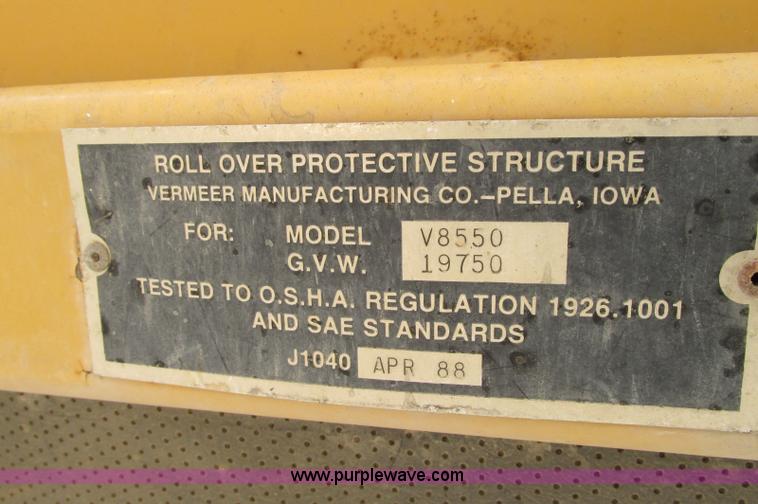 ROLL OVER PROTECTIVE STRUCTURE
VERMEER MANUFACTURING CO.-PELLA, IOWA
FOR: MODEL V8550
G.V.W. 19750
TESTED TO O.S.H.A. REGULATION 1926.1001
AND SAE STANDARDS
J1040 APR 88
www.purplewave.com